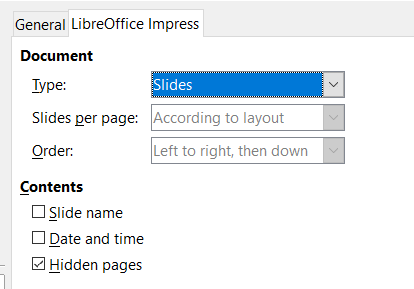 General LibreOffice Impress
Document
Type: Slides
Slides per page: According to layout
Order: Left to right, then down
Contents
Slide name
Date and time
Hidden pages